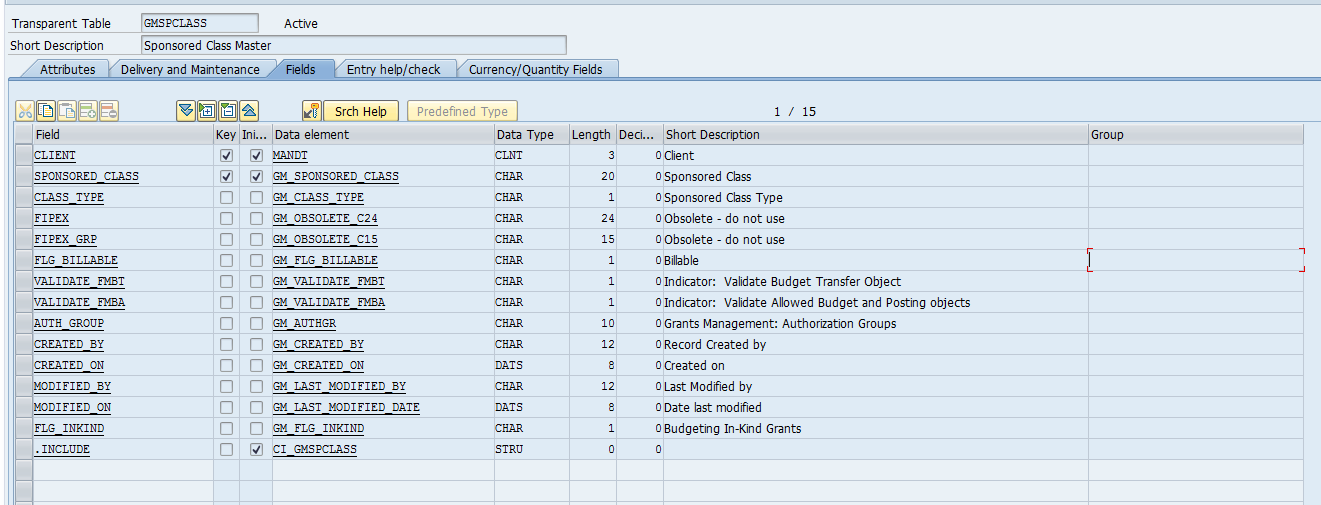 Transparent Table GMSPCLASS Active
Short Description Sponsored Class Master
Attributes Delivery and Maintenance Fields Entry help/check Currency/Quantity Fields
Srch Help Predefined Type 1 / 15
Field Key Ini... Data element Data Type Length Deci... Short Description Group
CLIENT MANDT CLNT 3 0 Client
SPONSORED_CLASS GM_SPONSORED_CLASS CHAR 20 0 Sponsored Class
CLASS_TYPE GM_CLASS_TYPE CHAR 1 0 Sponsored Class Type
FIPEX GM_OBSOLETE_C24 CHAR 24 0 Obsolete - do not use
FIPEX_GRP GM_OBSOLETE_C15 CHAR 15 0 Obsolete - do not use
FLG_BILLABLE GM_FLG_BILLABLE CHAR 1 0 Billable
VALIDATE_FMBT GM_VALIDATE_FMBT CHAR 1 0 Indicator: Validate Budget Transfer Object
VALIDATE_FMBA GM_VALIDATE_FMBA CHAR 1 0 Indicator: Validate Allowed Budget and Posting objects
AUTH_GROUP GM_AUTHGR CHAR 10 0 Grants Management: Authorization Groups
CREATED_BY GM_CREATED_BY CHAR 12 0 Record Created by
CREATED_ON GM_CREATED_ON DATS 8 0 Created on
MODIFIED_BY GM_LAST_MODIFIED_BY CHAR 12 0 Last Modified by
MODIFIED_ON GM_LAST_MODIFIED_DATE DATS 8 0 Date last modified
FLG_INKIND GM_FLG_INKIND CHAR 1 0 Budgeting In-Kind Grants
.INCLUDE CI_GMSPCLASS STRU 0 0